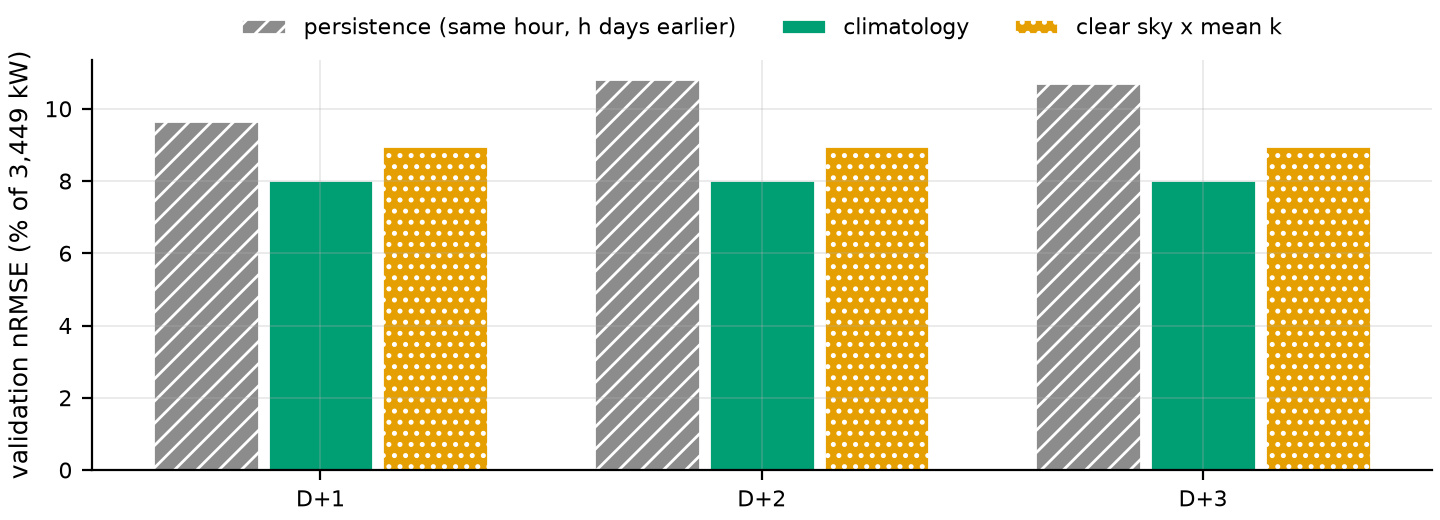 persistence (same hour, h days earlier) climatology clear sky x mean k
validation nRMSE (% of 3,449 kW)
10
8
6
4
2
0
D+1 D+2 D+3